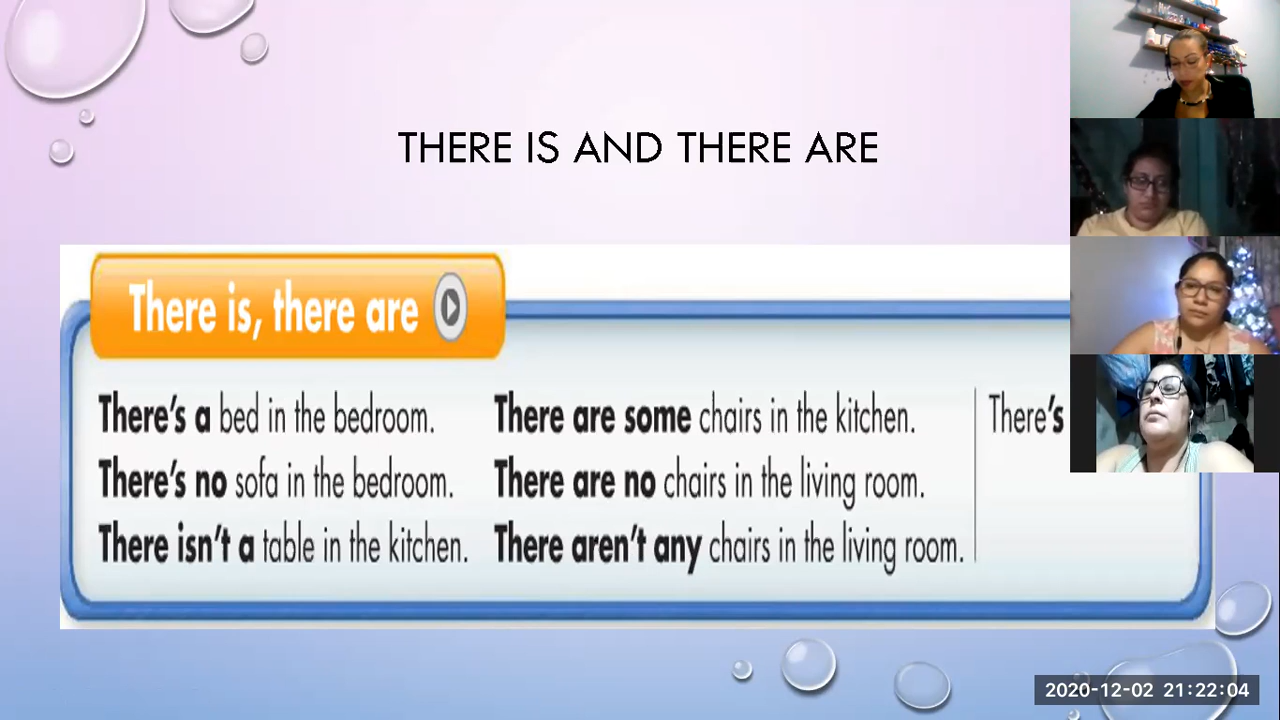 THERE IS AND THERE ARE
There is, there are
There's a bed in the bedroom.
There's no sofa in the bedroom.
There isn't a table in the kitchen.
There are some chairs in the kitchen.
There are no chairs in the living room.
There aren't any chairs in the living room.
There's
2020-12-02 21:22:04